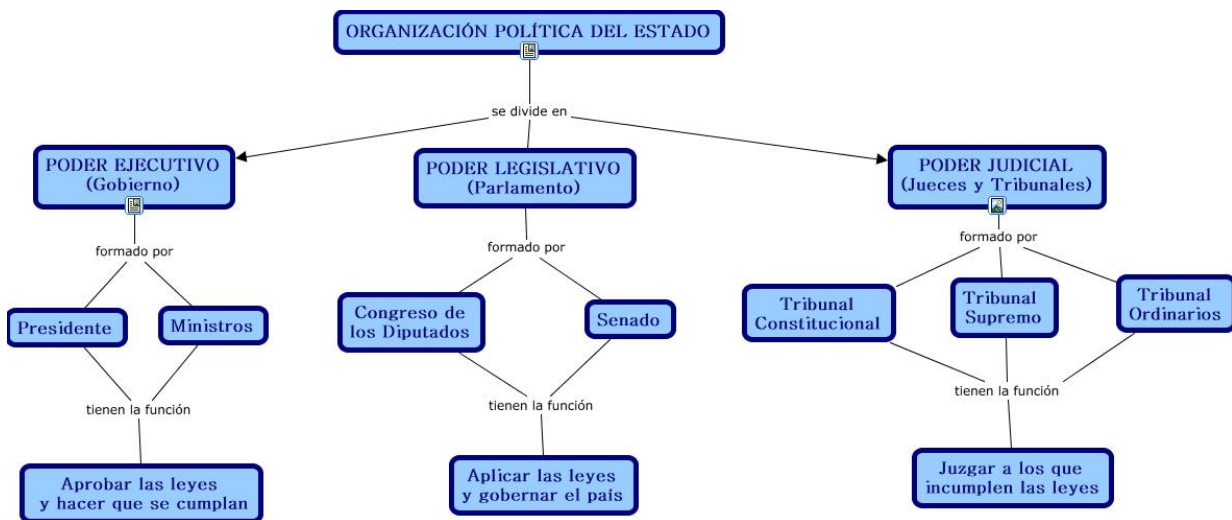 ORGANIZACIÓN POLÍTICA DEL ESTADO
se divide en
PODER EJECUTIVO
(Gobierno)
PODER LEGISLATIVO
(Parlamento)
PODER JUDICIAL
(Jueces y Tribunales)
formado por
formado por
formado por
Presidente
Ministros
Congreso de
los Diputados
Senado
Tribunal
Constitucional
Tribunal
Supremo
Tribunal
Ordinarios
tienen la función
tienen la función
tienen la función
Aprobar las leyes
y hacer que se cumplan
Aplicar las leyes
y gobernar el país
Juzgar a los que
incumplen las leyes